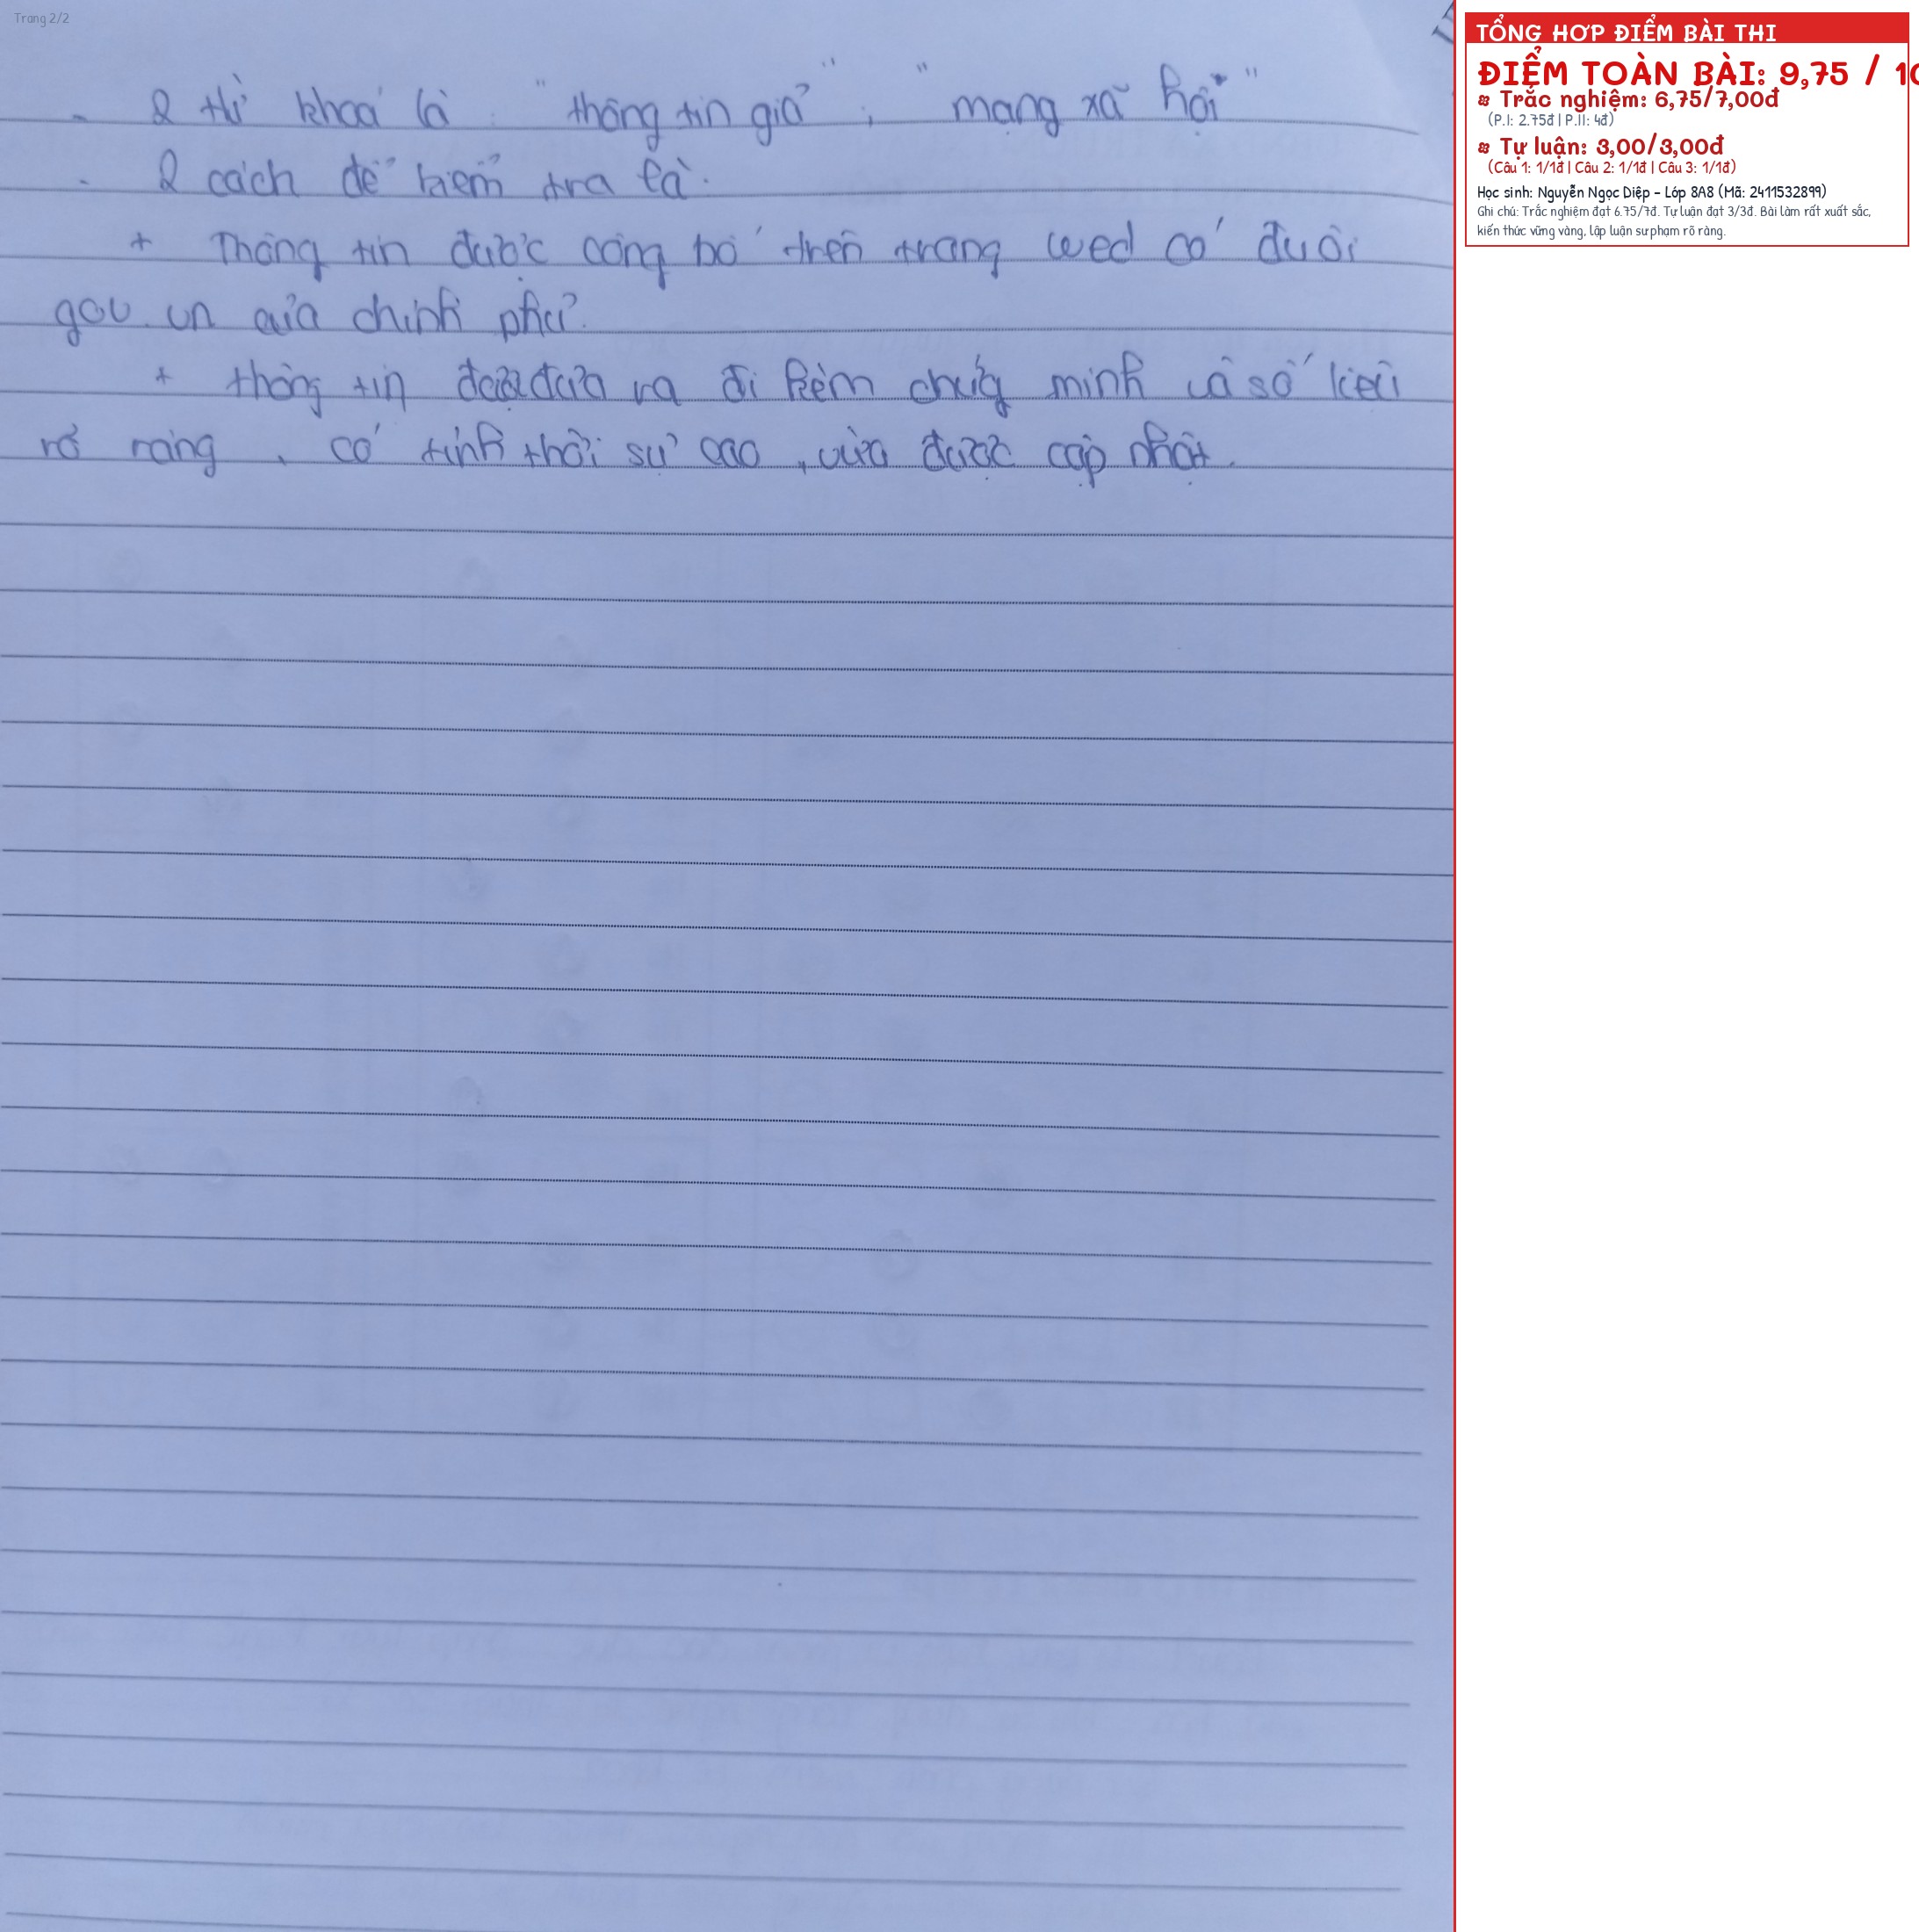 Trang 2/2
- 2 từ khoá là : "thông tin giả" ; "mạng xã hội"
- 2 cách để kiểm tra là:
+ Thông tin được công bố trên trang wed có đuôi
gov.vn của chính phủ.
+ thông tin được đưa ra đi kèm chứng minh và số liệu
rõ ràng, có tính thời sự cao, vừa được cập nhật.
TỔNG HỢP ĐIỂM BÀI THI
ĐIỂM TOÀN BÀI: 9,75 / 10
Trắc nghiệm: 6,75/7,00đ
(P.I: 2.75đ | P.II: 4đ)
Tự luận: 3,00/3,00đ
(Câu 1: 1/1đ | Câu 2: 1/1đ | Câu 3: 1/1đ)
Học sinh: Nguyễn Ngọc Diệp - Lớp 8A8 (Mã: 2411532899)
Ghi chú: Trắc nghiệm đạt 6.75/7đ. Tự luận đạt 3/3đ. Bài làm rất xuất sắc,
kiến thức vững vàng, lập luận sư phạm rõ ràng.